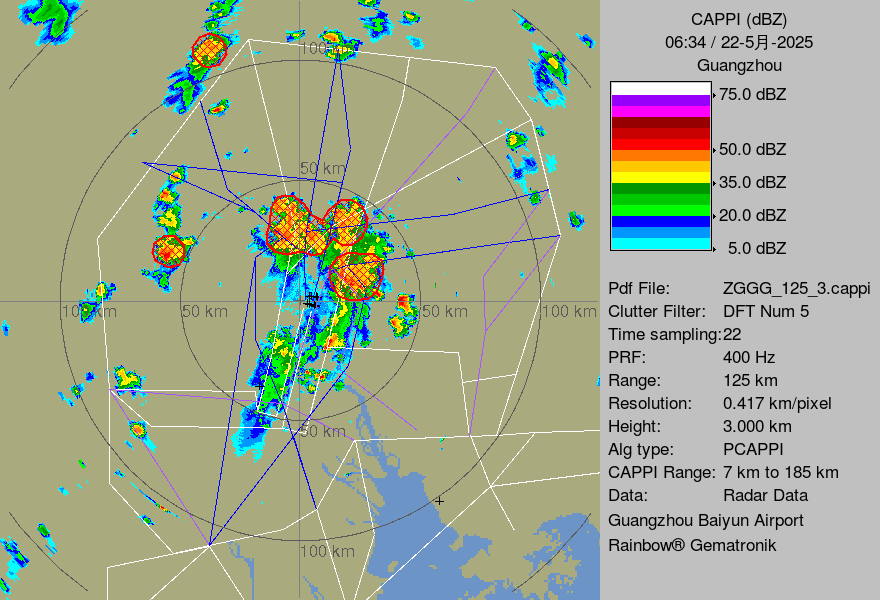 CAPPI (dBZ)
06:34 / 22-5月-2025
Guangzhou
75.0 dBZ
50.0 dBZ
35.0 dBZ
20.0 dBZ
5.0 dBZ
Pdf File: ZGGG_125_3.cappi
Clutter Filter: DFT Num 5
Time sampling:22
PRF: 400 Hz
Range: 125 km
Resolution: 0.417 km/pixel
Height: 3.000 km
Alg type: PCAPPI
CAPPI Range: 7 km to 185 km
Data: Radar Data
Guangzhou Baiyun Airport
Rainbow® Gematronik
100 km
50 km
100 km
50 km
50 km
100 km
50 km
100 km